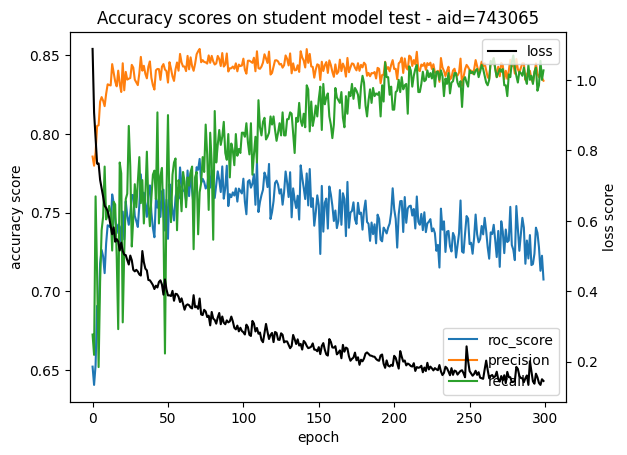 Accuracy scores on student model test - aid=743065
accuracy score
0.85
0.80
0.75
0.70
0.65
loss
1.0
0.8
0.6
0.4
0.2
loss score
roc_score
precision
recall
0
50
100
150
200
250
300
epoch